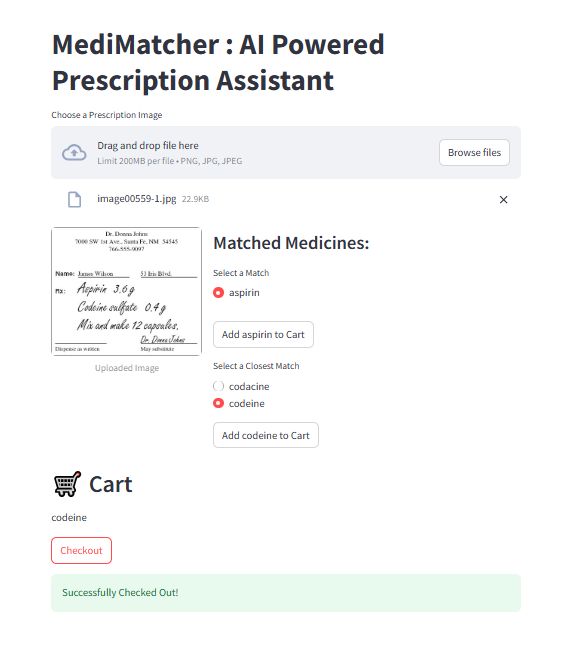 MediMatcher : AI Powered
Prescription Assistant
Choose a Prescription Image
Drag and drop file here
Limit 200MB per file • PNG, JPG, JPEG
Browse files
image00559-1.jpg 22.9KB
Dr. Donna Johns
7000 SW 1st Ave., Santa Fe, NM 54545
766-555-9097
Name: James Wilson 53 Iris Blvd.
Rx: Aspirin 3.6 g
Codeine sulfate 0.4 g
Mix and make 12 capsules.
Dr. Donna Johns
Dispense as written May substitute
Uploaded Image
Matched Medicines:
Select a Match
aspirin
Add aspirin to Cart
Select a Closest Match
codacine
codeine
Add codeine to Cart
Cart
codeine
Checkout
Successfully Checked Out!